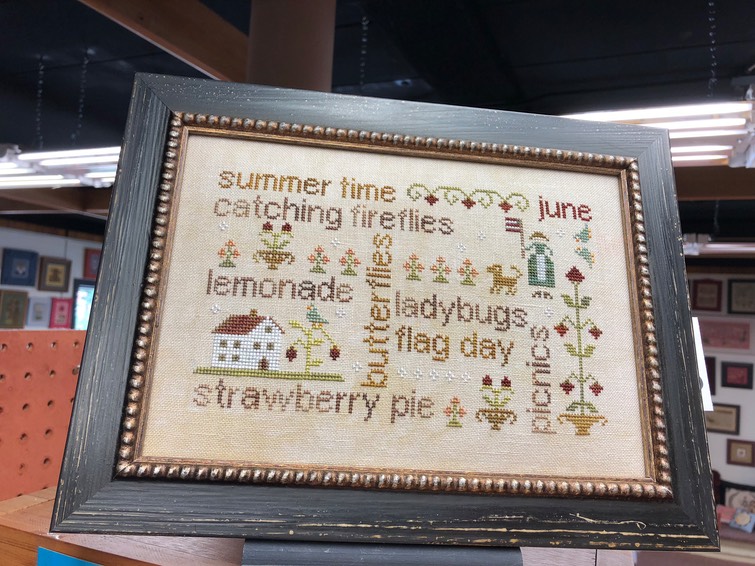 summer time
june
catching fireflies
butterflies
lemonade
ladybugs
flag day
picnics
strawberry pie